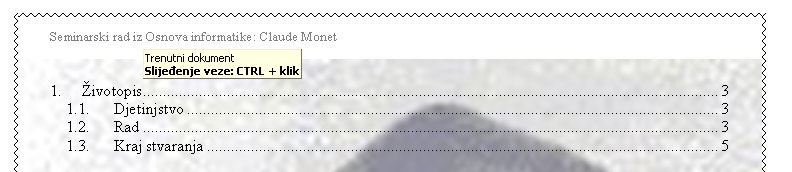 Seminarski rad iz Osnova informatike: Claude Monet
Trenutni dokument
Slijeđenje veze: CTRL + klik
1. Životopis 3
1.1. Djetinjstvo 3
1.2. Rad 3
1.3. Kraj stvaranja 5